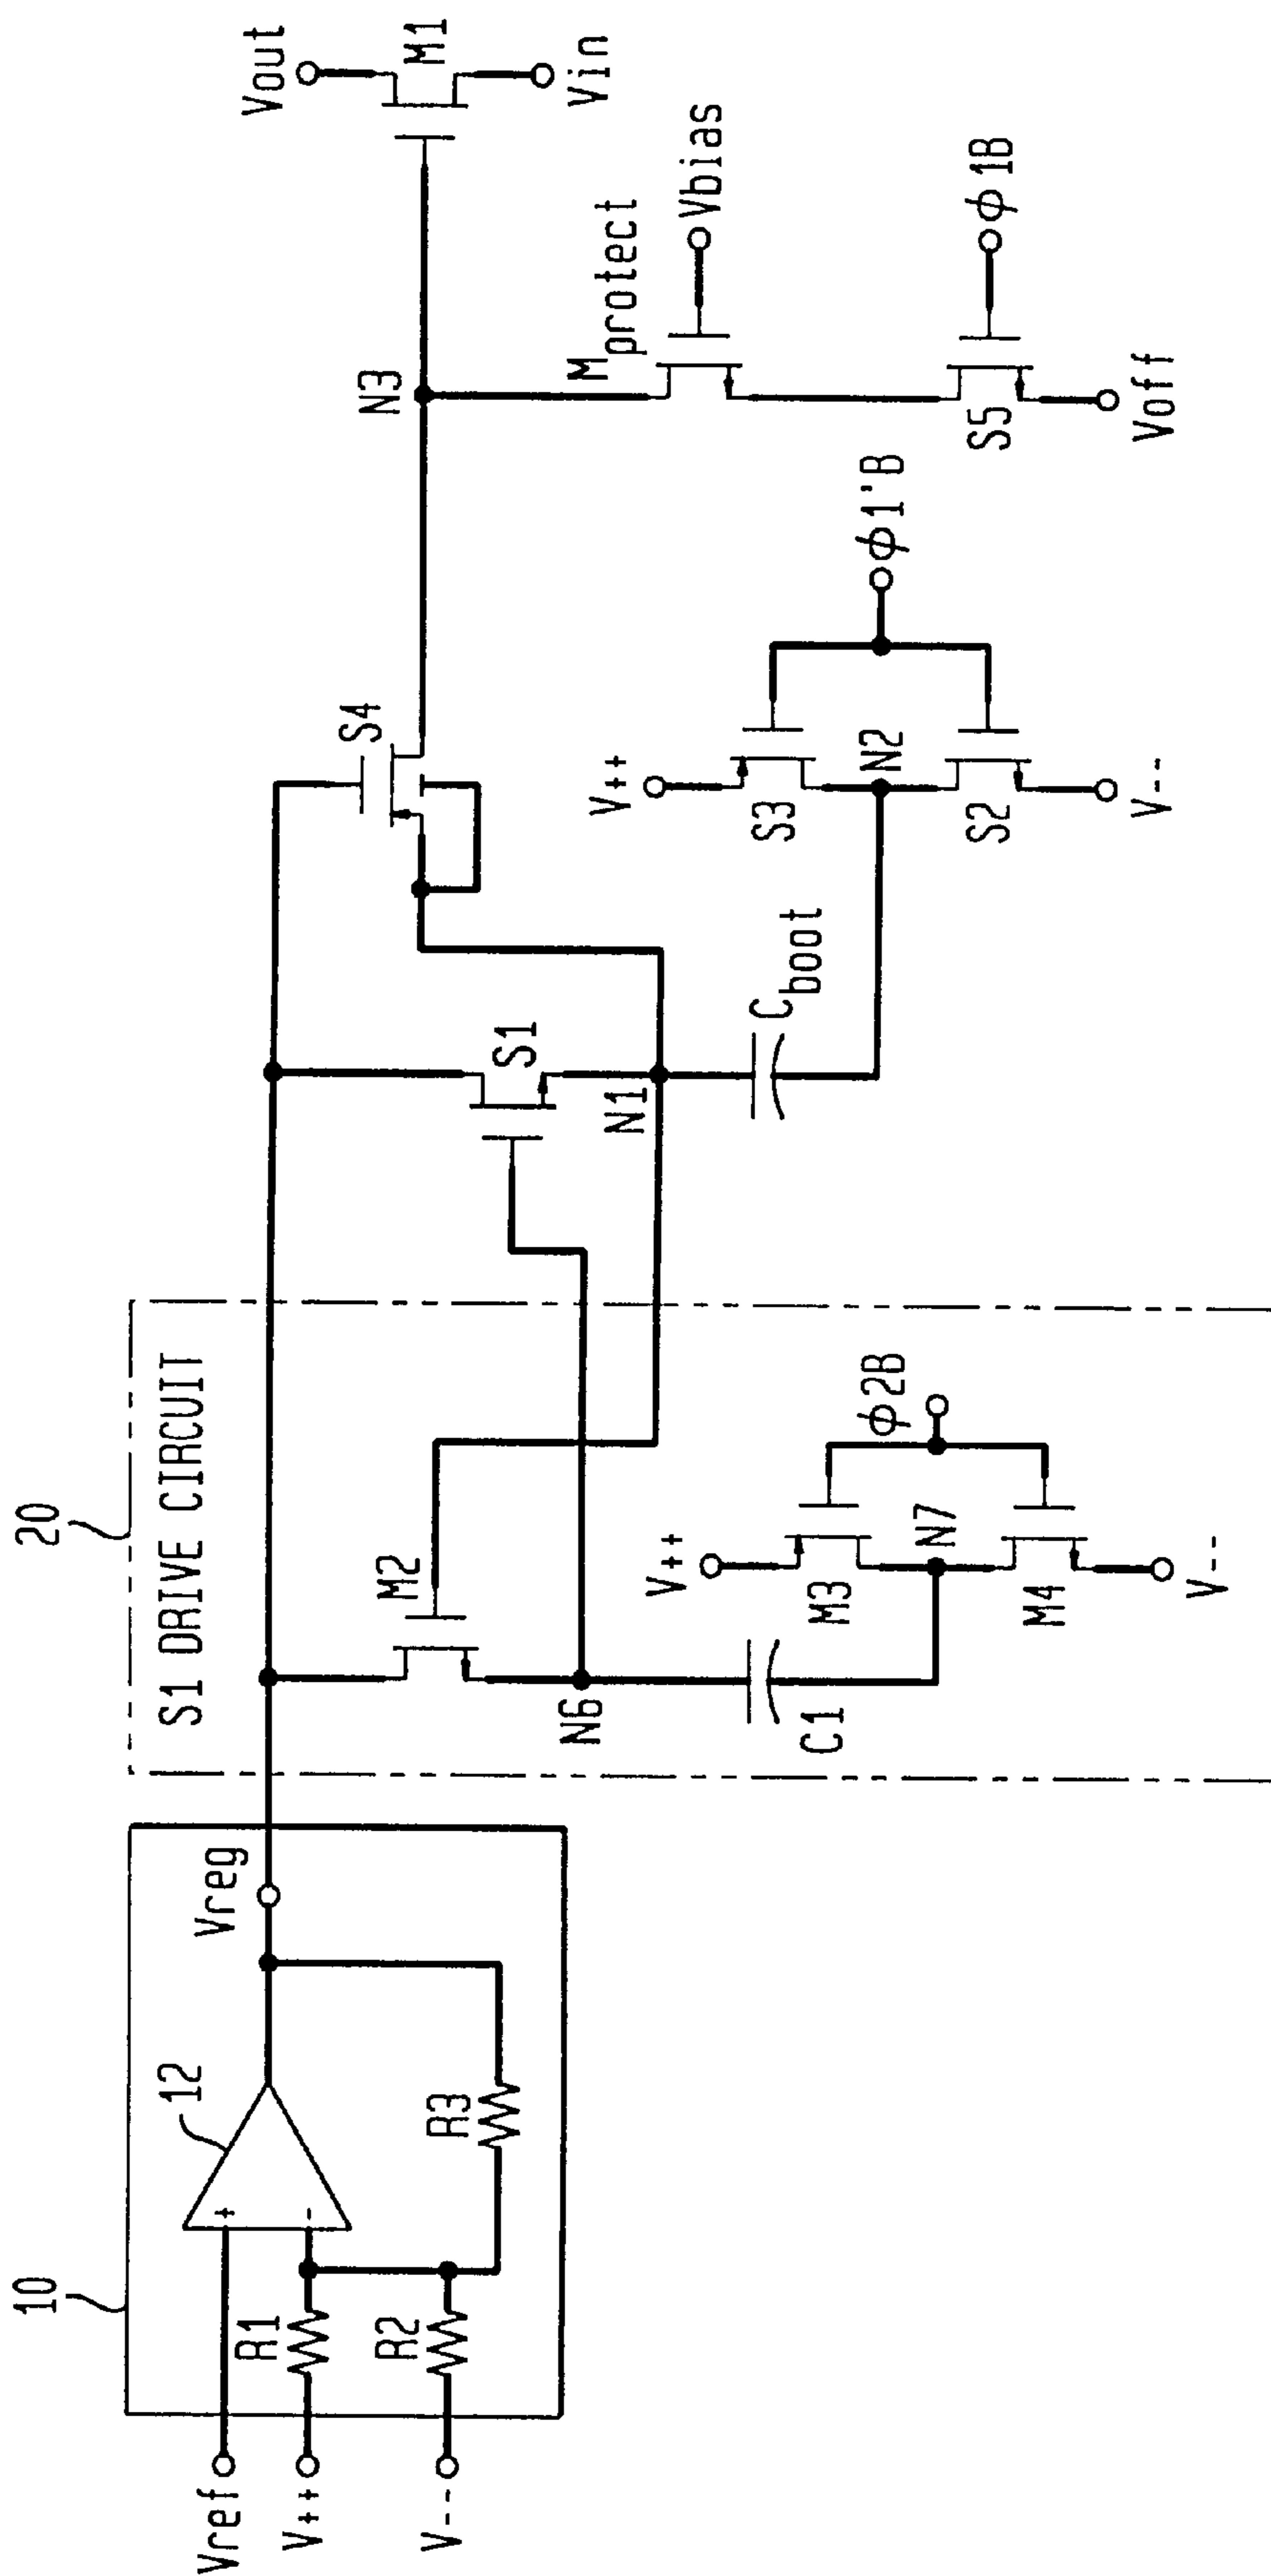 10
12
Vref
V++
V--
R1
R2
R3
+
-
Vreg
20
S1 DRIVE CIRCUIT
M2
N6
C1
V++
M3
N7
M4
V--
ϕ2B
S1
N1
Cboot
S4
V++
S3
N2
S2
V--
ϕ1'B
N3
Mprotect
Vbias
S5
ϕ1B
Voff
Vout
M1
Vin